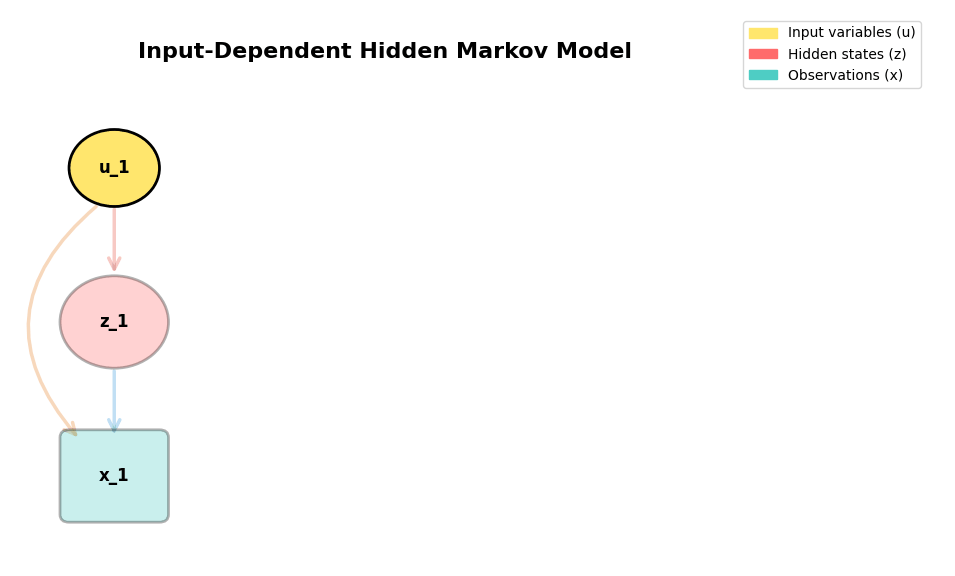 Input-Dependent Hidden Markov Model
Input variables (u)
Hidden states (z)
Observations (x)
u_1
z_1
x_1